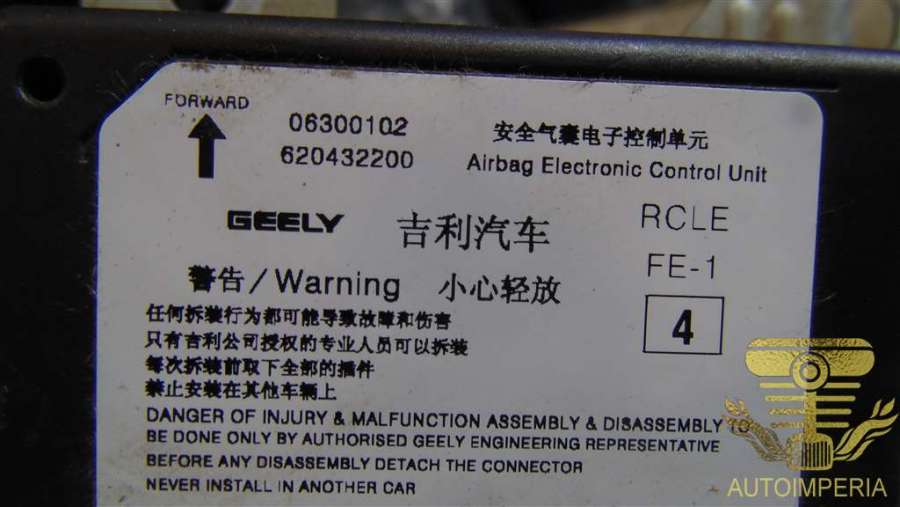 FORWARD
06300102
620432200
安全气囊电子控制单元
Airbag Electronic Control Unit
GEELY 吉利汽车
RCLE
FE-1
4
警告/Warning 小心轻放
任何拆装行为都可能导致故障和伤害
只有吉利公司授权的专业人员可以拆装
每次拆装前取下全部的插件
禁止安装在其他车辆上
DANGER OF INJURY & MALFUNCTION ASSEMBLY & DISASSEMBLY TO
BE DONE ONLY BY AUTHORISED GEELY ENGINEERING REPRESENTATIVE
BEFORE ANY DISASSEMBLY DETACH THE CONNECTOR
NEVER INSTALL IN ANOTHER CAR
AUTOIMPERIA